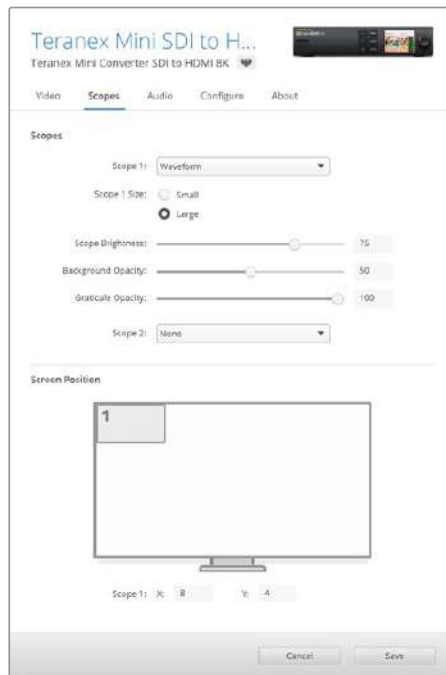 Teranex Mini SDI to H...
Teranex Mini Converter SDI to HDMI 8K
Video Scopes Audio Configure About
Scopes
Scope 1: Waveform
Scope 1 Size: Small
Large
Scope Brightness: 75
Background Opacity: 50
Graticule Opacity: 100
Scope 2: None
Screen Position
1
Scope 1: X: 8 Y: 4
Cancel Save